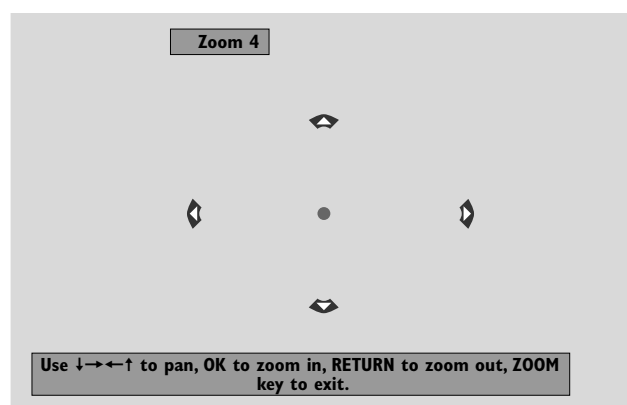 Zoom 4
Use ↓→←↑ to pan, OK to zoom in, RETURN to zoom out, ZOOM
key to exit.